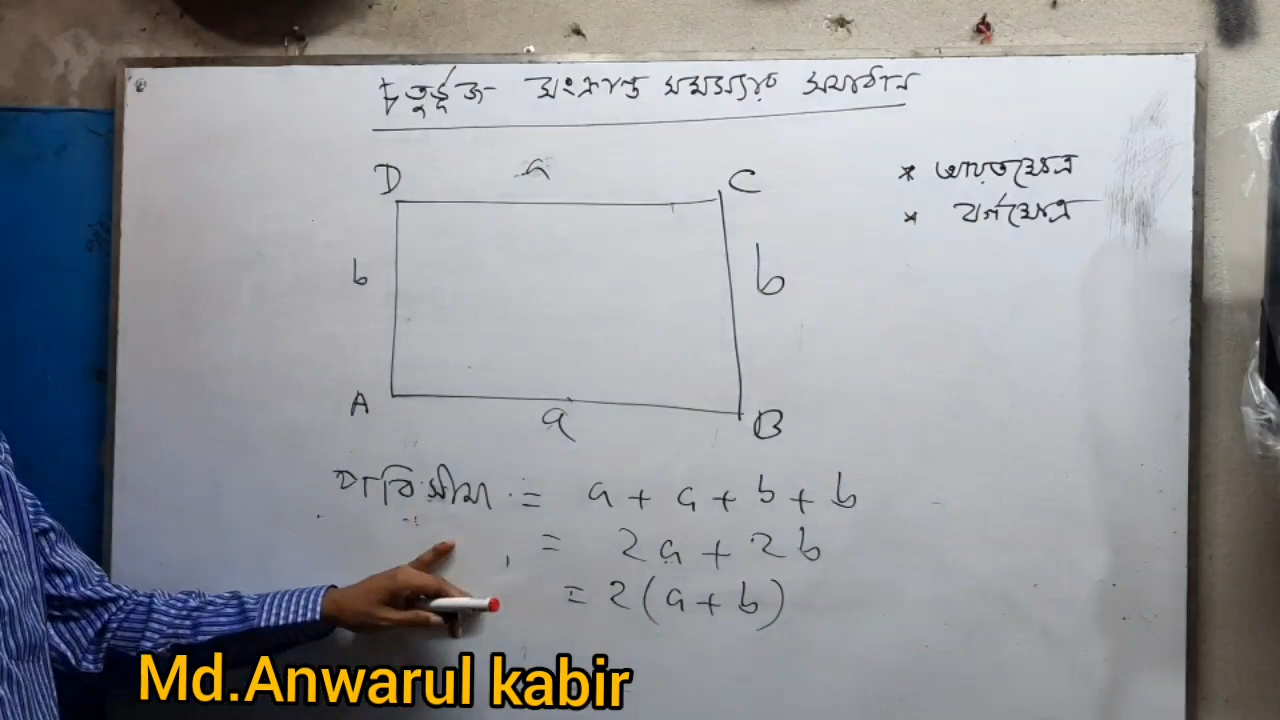 চতুর্ভুজ সংক্রান্ত সমস্যার সমাধান
D a C
* আয়তক্ষেত্র
* বর্গক্ষেত্র
b b
A a B
পরিসীমা = a + a + b + b
= 2a + 2b
= 2(a + b)
Md.Anwarul kabir